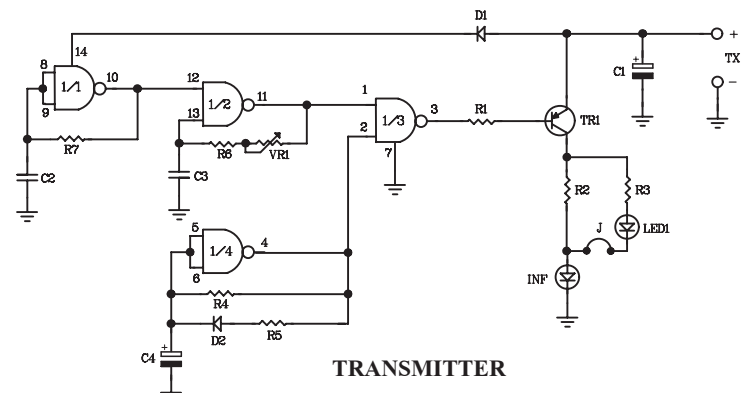 D1
+
TX
−
C1
14
8
9
1/1
10
R7
C2
12
13
1/2
11
R6
VR1
C3
1
2
1/3
3
7
R1
TR1
R2
R3
J
LED1
INF
5
6
1/4
4
R4
D2
R5
+
C4
+
TRANSMITTER